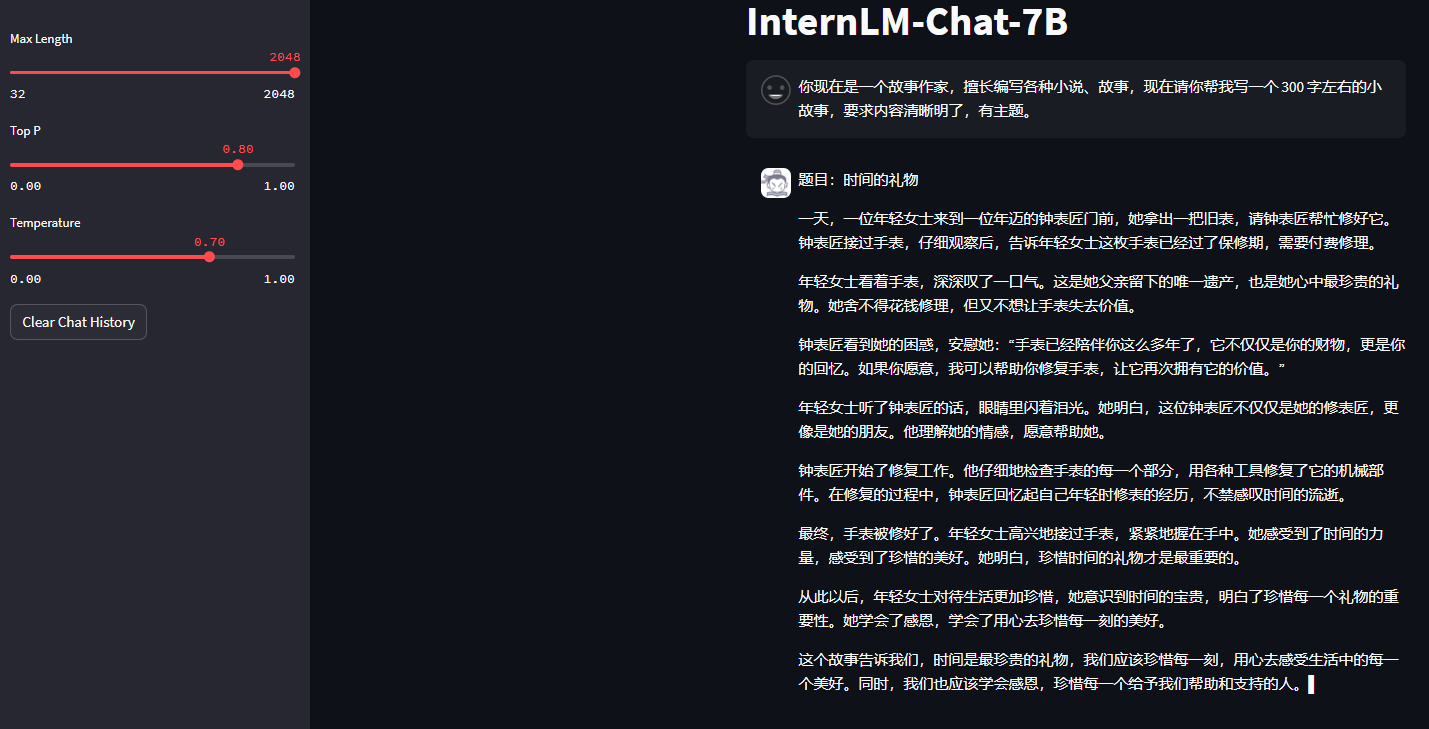 Max Length
2048
32 2048
Top P
0.80
0.00 1.00
Temperature
0.70
0.00 1.00
Clear Chat History
InternLM-Chat-7B
你现在是一个故事作家，擅长编写各种小说、故事，现在请你帮我写一个 300 字左右的小
故事，要求内容清晰明了，有主题。
题目：时间的礼物
一天，一位年轻女士来到一位年迈的钟表匠门前，她拿出一把旧表，请钟表匠帮忙修好它。
钟表匠接过手表，仔细观察后，告诉年轻女士这枚手表已经过了保修期，需要付费修理。
年轻女士看着手表，深深叹了一口气。这是她父亲留下的唯一遗产，也是她心中最珍贵的礼
物。她舍不得花钱修理，但又不想让手表失去价值。
钟表匠看到她的困惑，安慰她：“手表已经陪伴你这么多年了，它不仅仅是你的财物，更是你
的回忆。如果你愿意，我可以帮助你修复手表，让它再次拥有它的价值。”
年轻女士听了钟表匠的话，眼睛里闪着泪光。她明白，这位钟表匠不仅仅是她的修表匠，更
像是她的朋友。他理解她的情感，愿意帮助她。
钟表匠开始了修复工作。他仔细地检查手表的每一个部分，用各种工具修复了它的机械部
件。在修复的过程中，钟表匠回忆起自己年轻时修表的经历，不禁感叹时间的流逝。
最终，手表被修好了。年轻女士高兴地接过手表，紧紧地握在手中。她感受到了时间的力
量，感受到了珍惜的美好。她明白，珍惜时间的礼物才是最重要的。
从此以后，年轻女士对待生活更加珍惜，她意识到时间的宝贵，明白了珍惜每一个礼物的重
要性。她学会了感恩，学会了用心去珍惜每一刻的美好。
这个故事告诉我们，时间是最珍贵的礼物，我们应该珍惜每一刻，用心去感受生活中的每一
个美好。同时，我们也应该学会感恩，珍惜每一个给予我们帮助和支持的人。